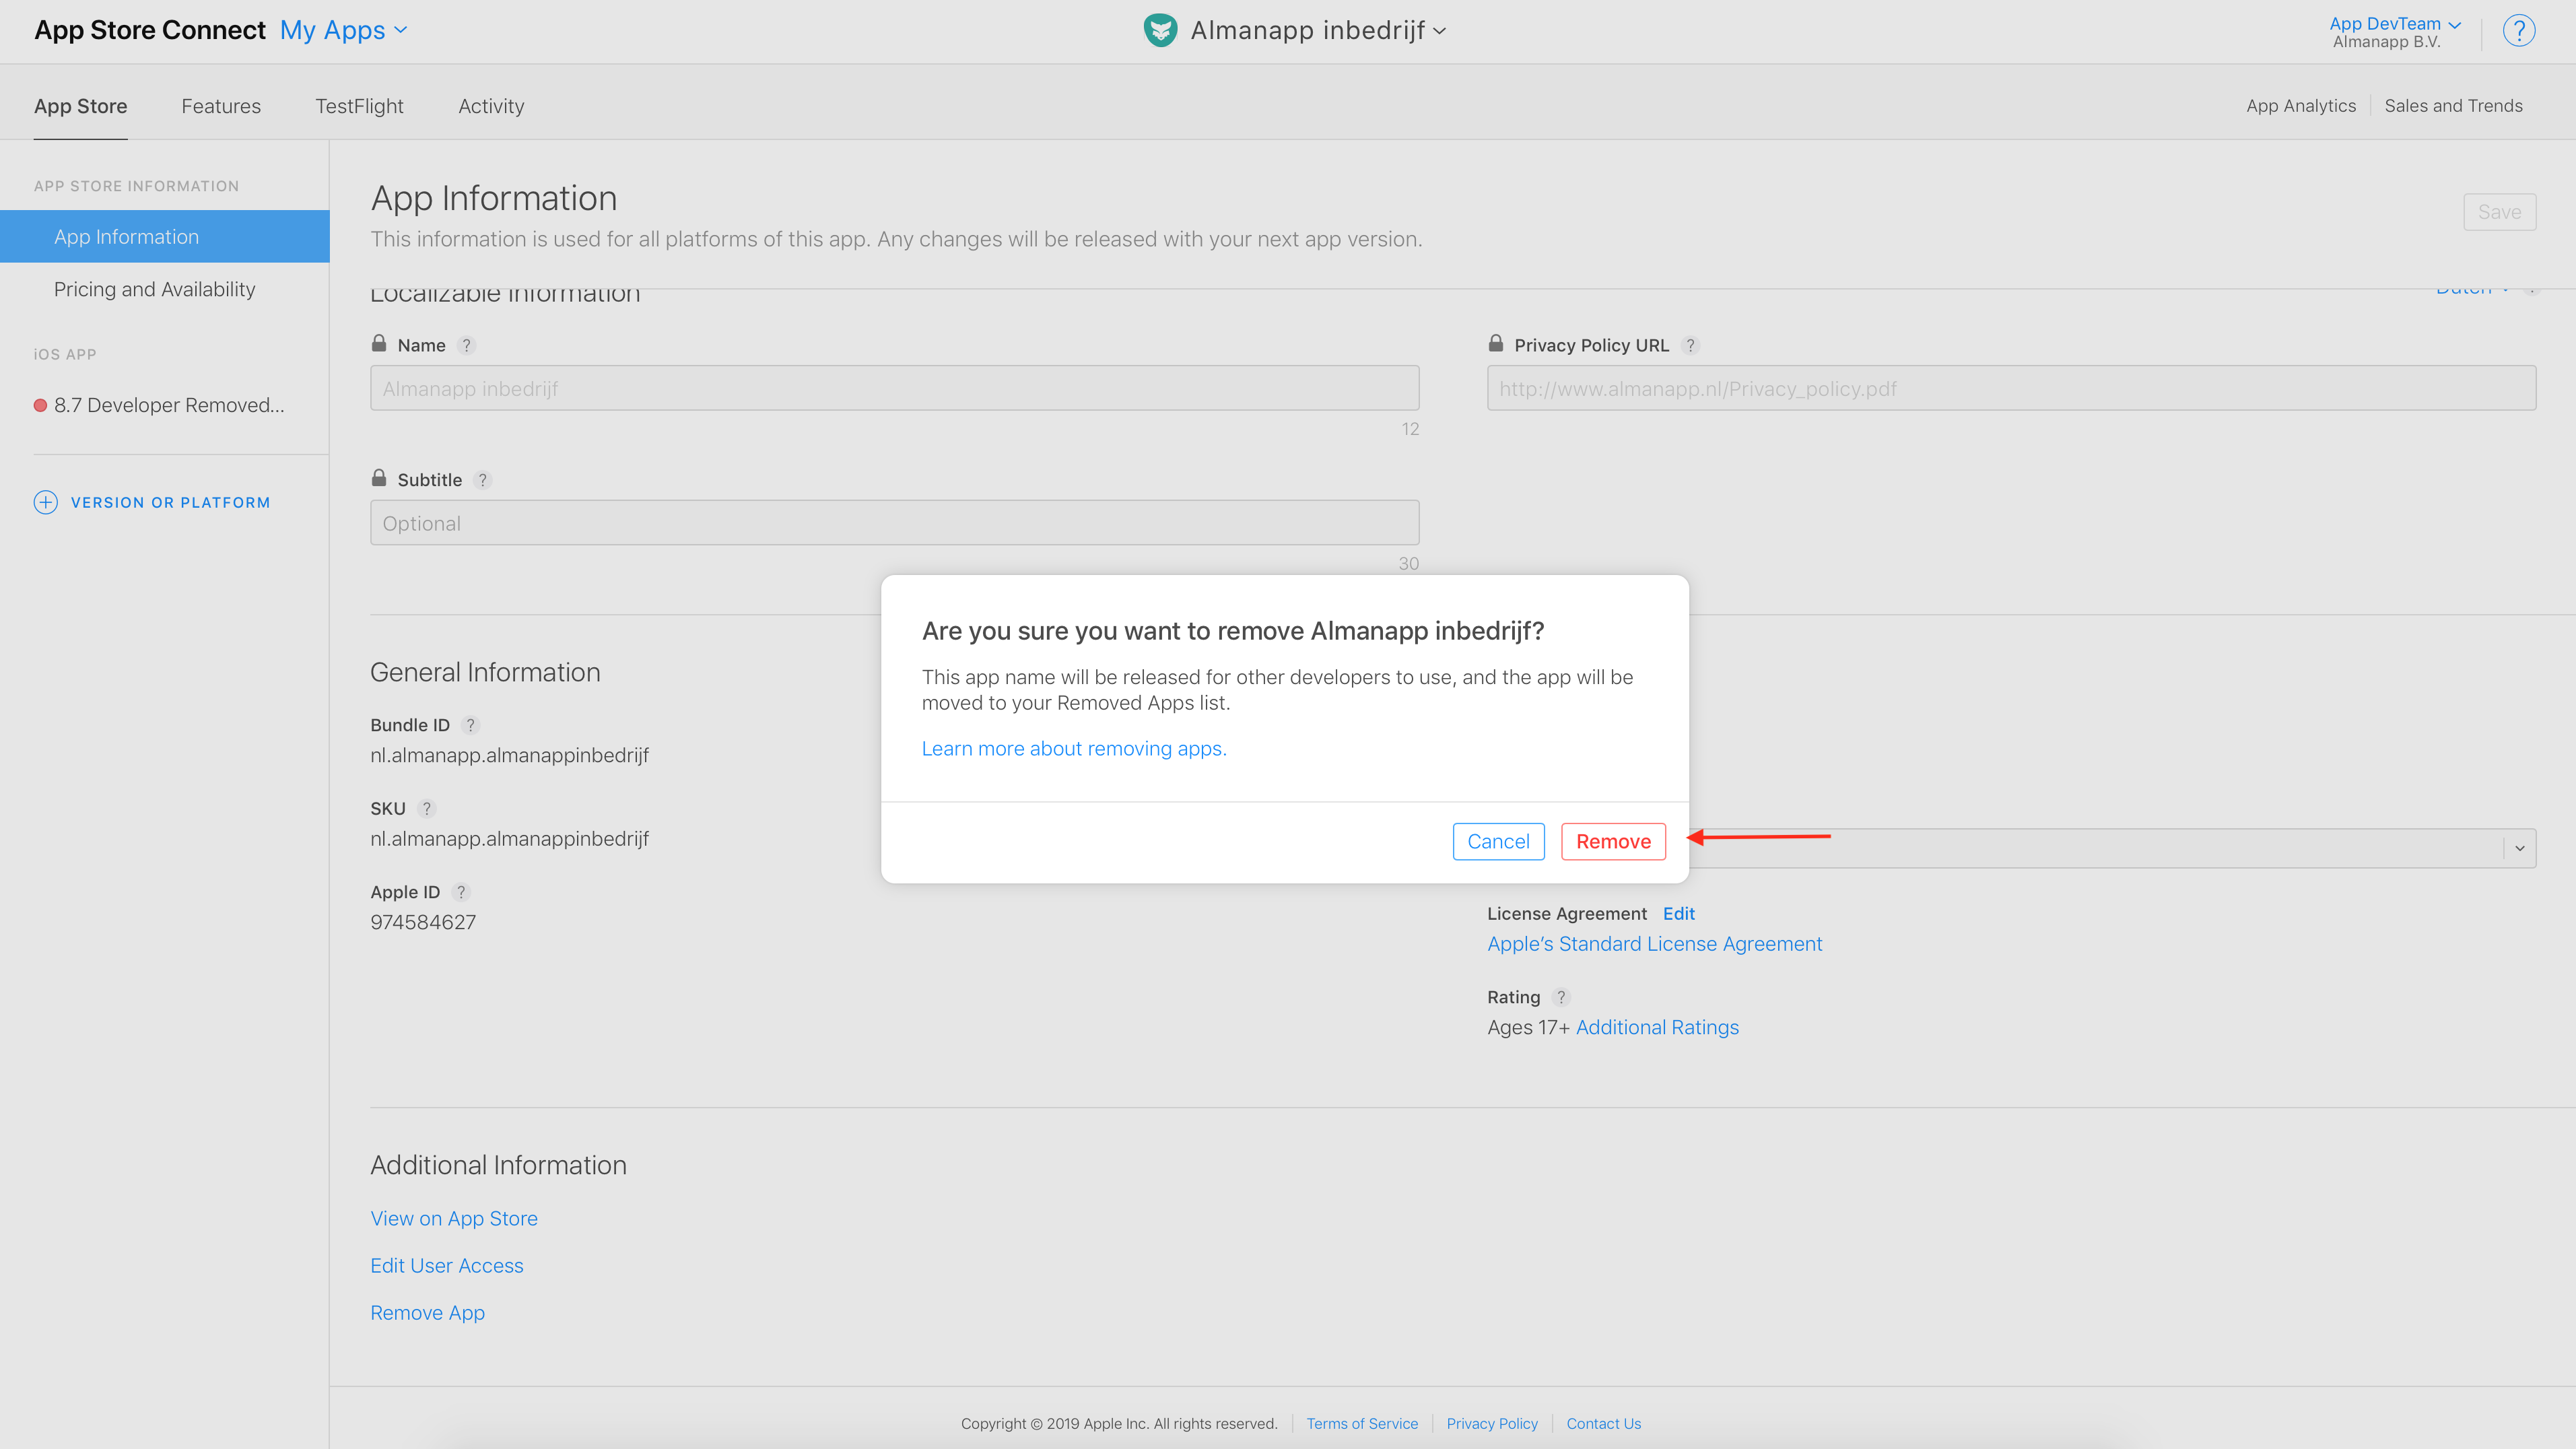 App Store Connect My Apps
Almanapp inbedrijf
App DevTeam
Almanapp B.V.
?
App Store
Features
TestFlight
Activity
App Analytics
Sales and Trends
APP STORE INFORMATION
App Information
Pricing and Availability
iOS APP
8.7 Developer Removed...
VERSION OR PLATFORM
App Information
This information is used for all platforms of this app. Any changes will be released with your next app version.
Save
Localizable Information
Dutch
?
Name ?
Almanapp inbedrijf
12
Privacy Policy URL ?
http://www.almanapp.nl/Privacy_policy.pdf
Subtitle ?
Optional
30
Are you sure you want to remove Almanapp inbedrijf?
This app name will be released for other developers to use, and the app will be
moved to your Removed Apps list.
Learn more about removing apps.
Cancel
Remove
General Information
Bundle ID ?
nl.almanapp.almanappinbedrijf
SKU ?
nl.almanapp.almanappinbedrijf
Apple ID ?
974584627
License Agreement Edit
Apple's Standard License Agreement
Rating ?
Ages 17+ Additional Ratings
Additional Information
View on App Store
Edit User Access
Remove App
Copyright © 2019 Apple Inc. All rights reserved.
Terms of Service
Privacy Policy
Contact Us